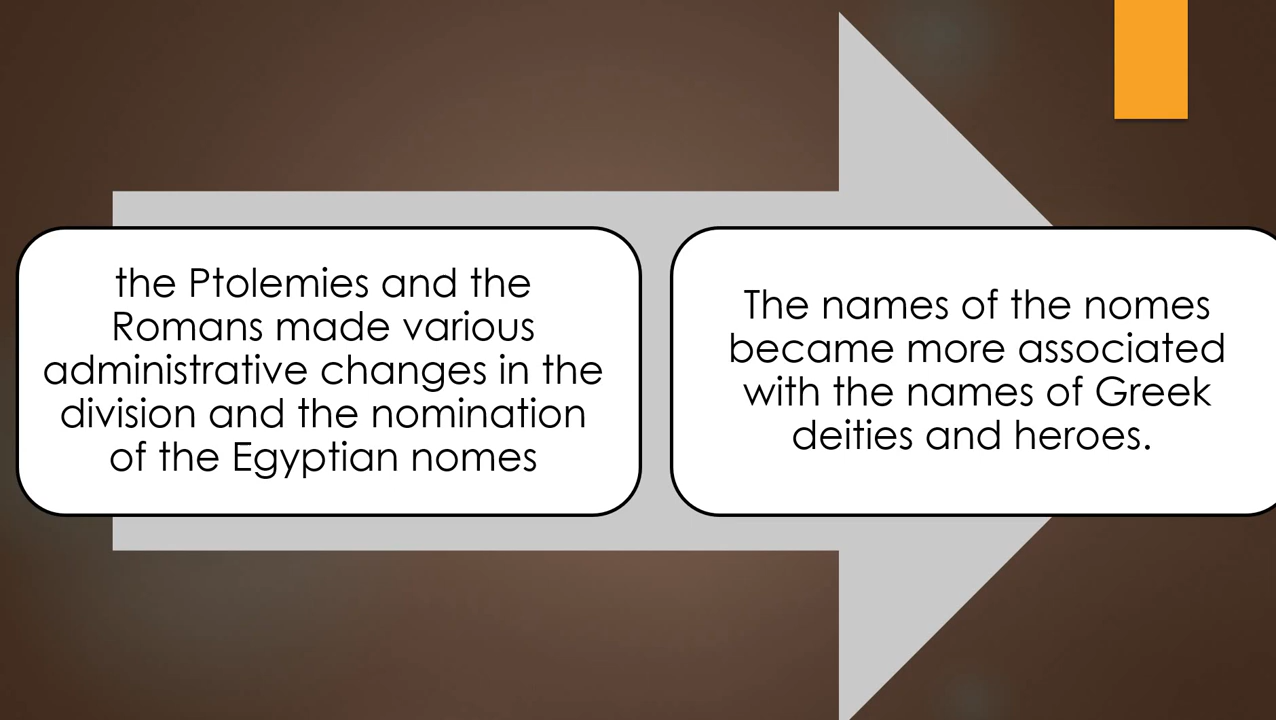 the Ptolemies and the
Romans made various
administrative changes in the
division and the nomination
of the Egyptian nomes
The names of the nomes
became more associated
with the names of Greek
deities and heroes.